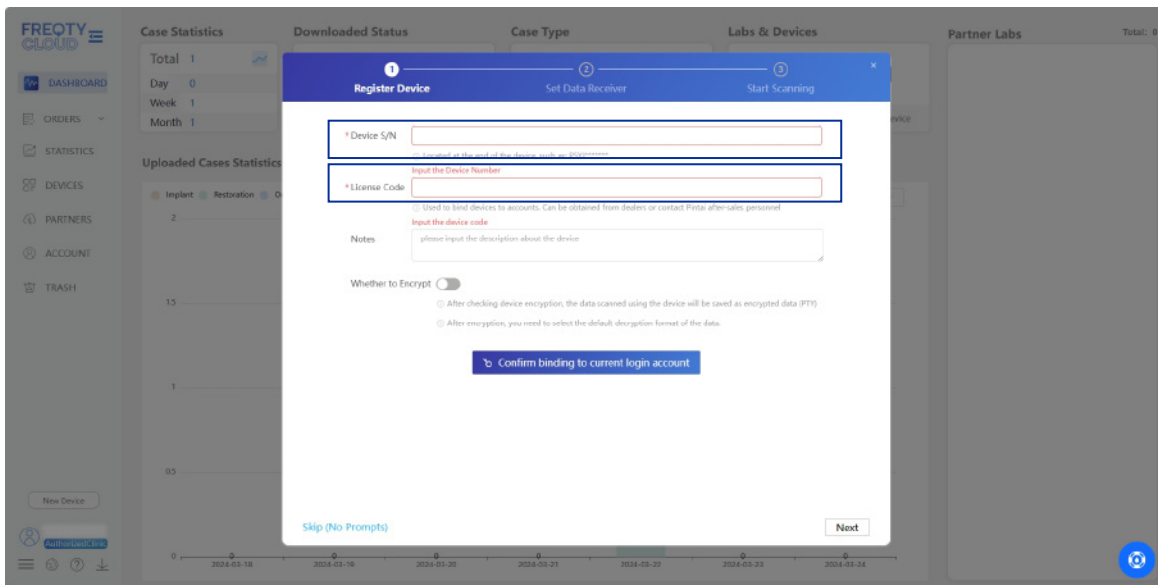 FREQTY
CLOUD
DASHBOARD
ORDERS
STATISTICS
DEVICES
PARTNERS
ACCOUNT
TRASH
New Device
AuthorizedClinic
Case Statistics
Total 1
Day 0
Week 1
Month 1
Downloaded Status
Case Type
Labs & Devices
Partner Labs
Total: 0
Uploaded Cases Statistics
Implant
Restoration
1
Register Device
2
Set Data Receiver
3
Start Scanning
×
* Device S/N
Located at the end of the device, such as:
Input the Device Number
* License Code
Used to bind devices to accounts. Can be obtained from dealers or contact Pintai after-sales personnel
Input the device code
Notes
please input the description about the device
Whether to Encrypt
After checking device encryption, the data scanned using the device will be saved as encrypted data (PTY)
After encryption, you need to select the default decryption format of the data.
Confirm binding to current login account
Skip (No Prompts)
Next
2
1.5
1
0.5
0
0 0 0 0 0 0
2024-03-18 2024-03-19 2024-03-20 2024-03-21 2024-03-22 2024-03-23 2024-03-24